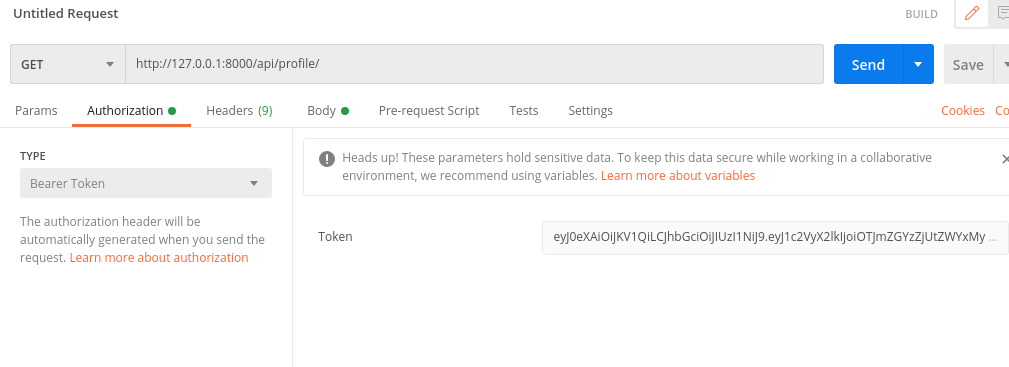 Untitled Request
BUILD
GET
http://127.0.0.1:8000/api/profile/
Send
Save
Params
Authorization
Headers (9)
Body
Pre-request Script
Tests
Settings
Cookies
Co
TYPE
Bearer Token
The authorization header will be
automatically generated when you send the
request. Learn more about authorization
Heads up! These parameters hold sensitive data. To keep this data secure while working in a collaborative
environment, we recommend using variables. Learn more about variables
Token
eyJ0eXAiOiJKV1QiLCJhbGciOiJIUzI1NiJ9.eyJ1c2VyX2lkIjoiOTJmZGYzZjUtZWYxMy ...